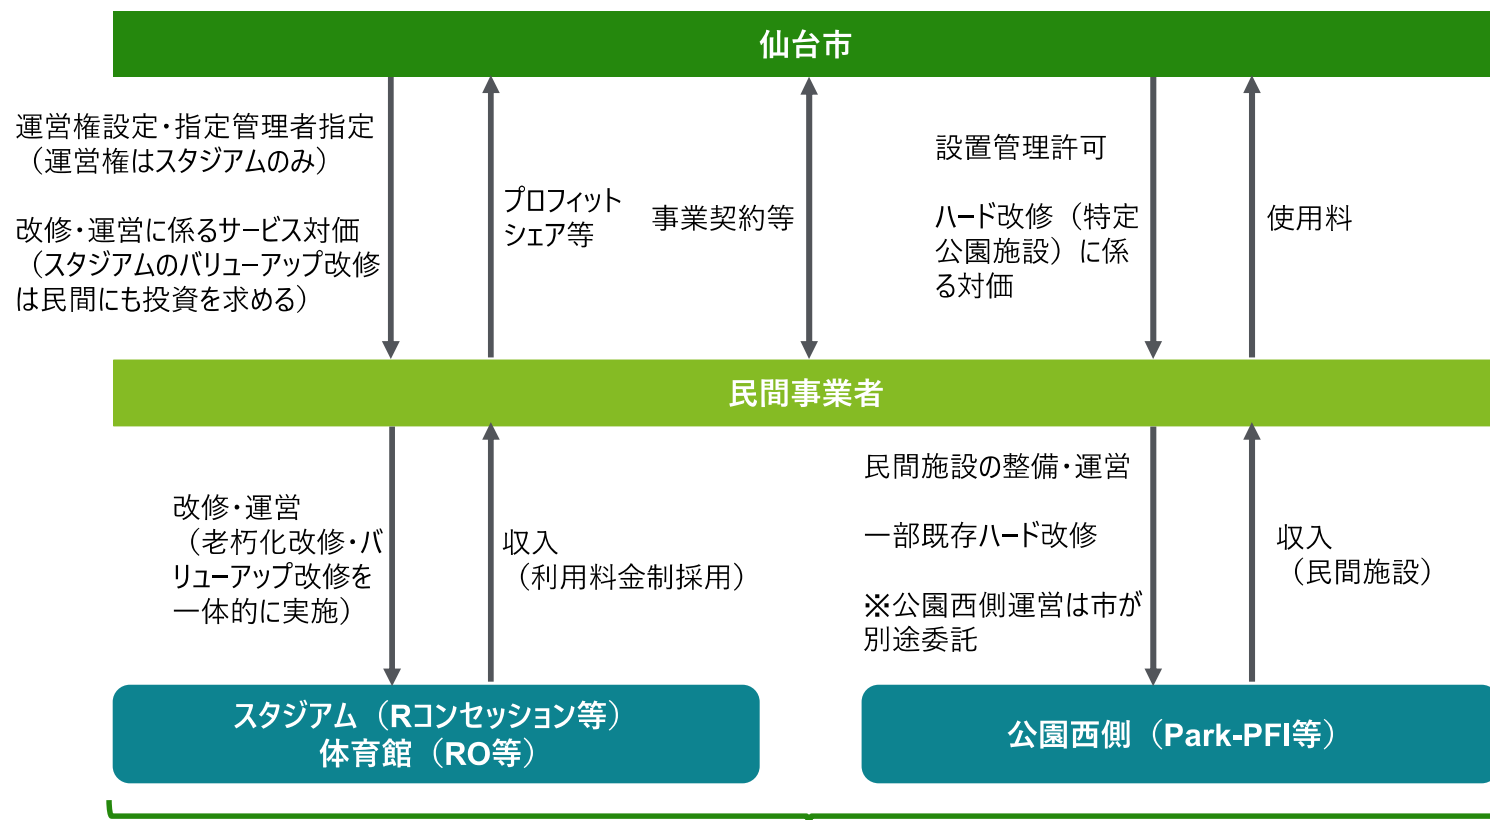 仙台市
運営権設定・指定管理者指定
（運営権はスタジアムのみ）
改修・運営に係るサービス対価
（スタジアムのバリューアップ改修
は民間にも投資を求める）
プロフィット
シェア等
事業契約等
設置管理許可
ハード改修（特定
公園施設）に係
る対価
使用料
民間事業者
改修・運営
（老朽化改修・バ
リューアップ改修を
一体的に実施）
収入
（利用料金制採用）
民間施設の整備・運営
一部既存ハード改修
※公園西側運営は市が
別途委託
収入
（民間施設）
スタジアム（Rコンセッション等）
体育館（RO等）
公園西側（Park-PFI等）